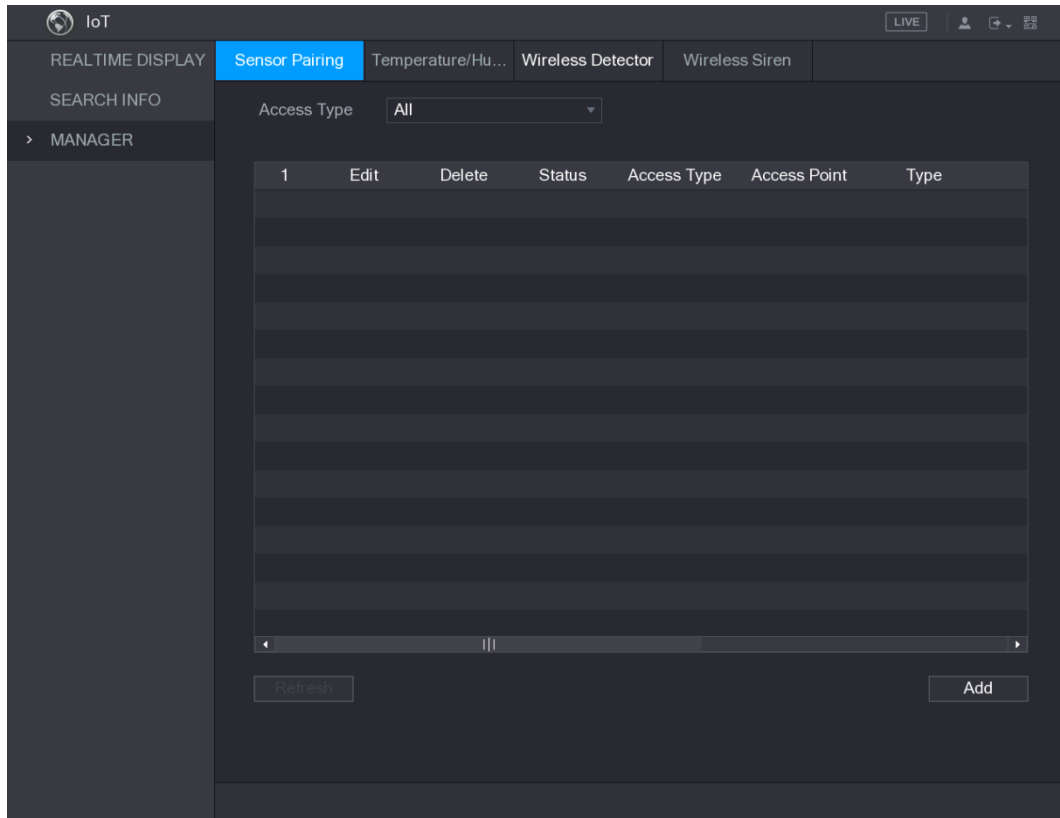 IoT
LIVE
REALTIME DISPLAY
SEARCH INFO
> MANAGER
Sensor Pairing Temperature/Hu... Wireless Detector Wireless Siren
Access Type All
1 Edit Delete Status Access Type Access Point Type
Refresh Add